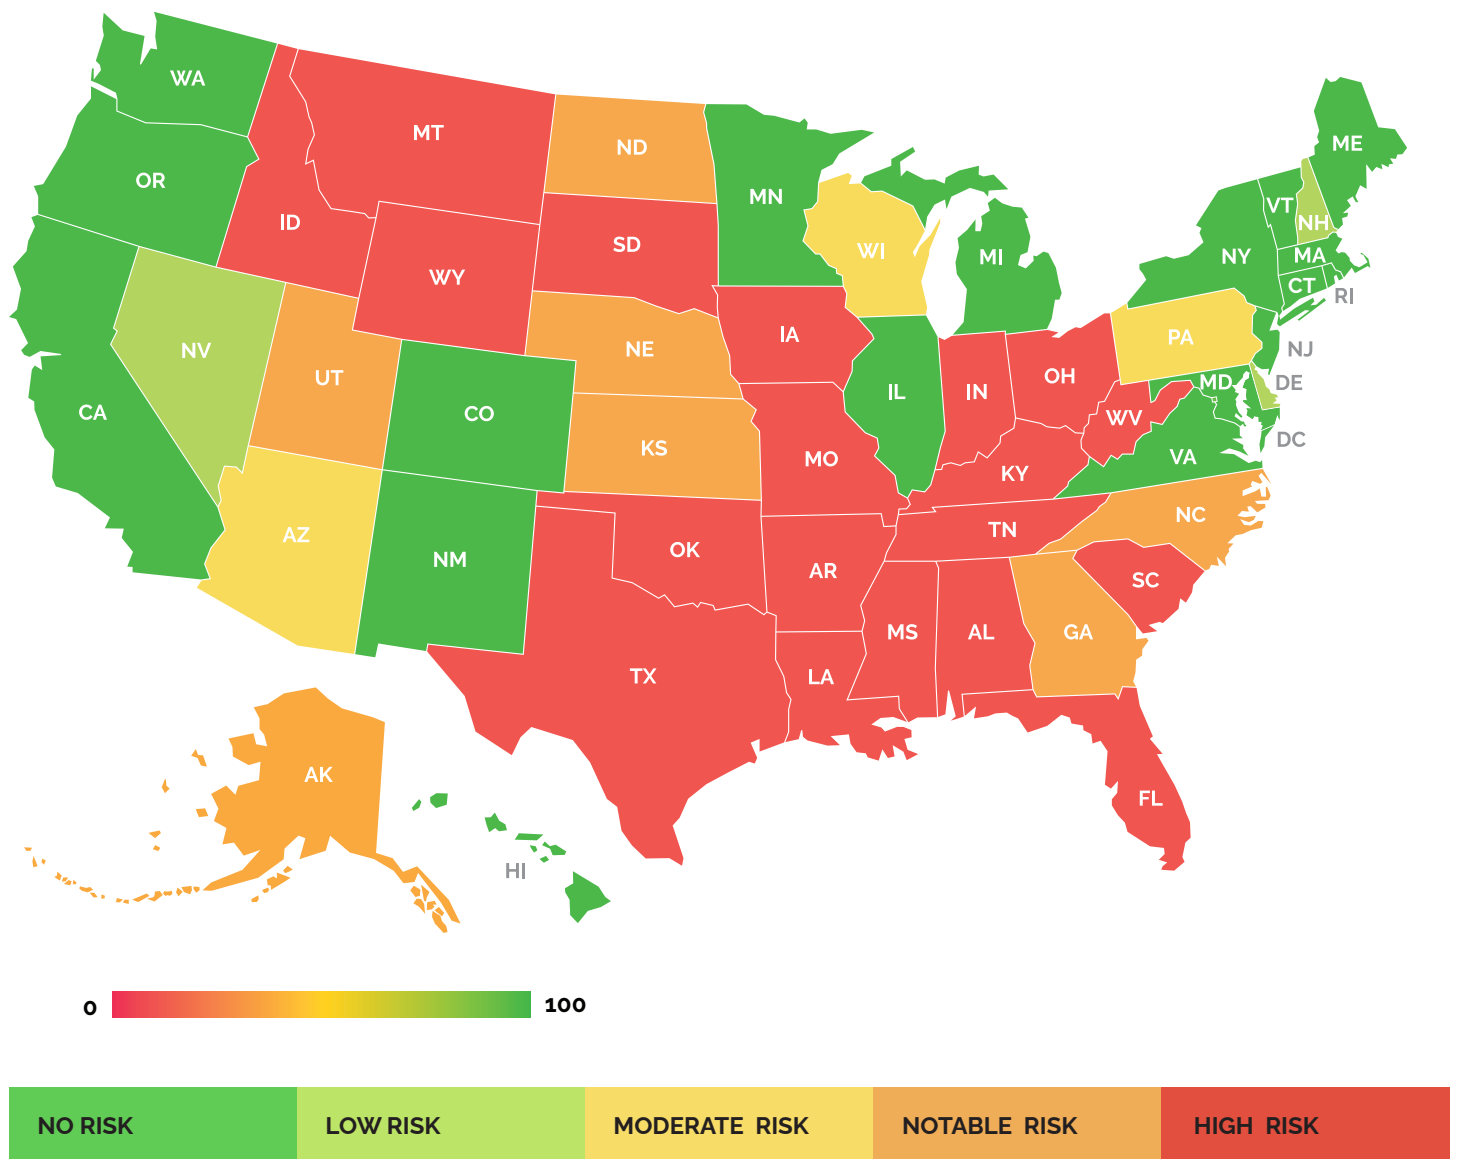 WA
ME
MT
ND
OR
MN
VT
NH
ID
SD
WI
MI
NY
MA
WY
CT
RI
IA
PA
NV
NE
NJ
UT
OH
MD
DE
CA
CO
IL
IN
WV
DC
KS
MO
KY
VA
AZ
NM
OK
TN
NC
AR
SC
MS
AL
GA
TX
LA
AK
FL
HI
0
100
NO RISK
LOW RISK
MODERATE RISK
NOTABLE RISK
HIGH RISK